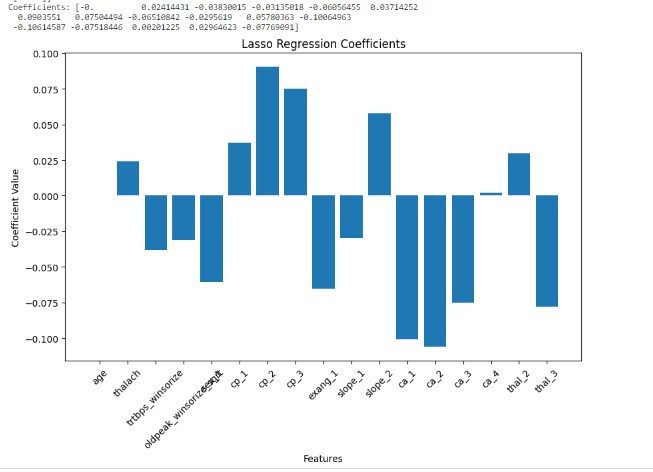 Coefficients: [-0. 0.02414431 -0.03830015 -0.03135018 -0.06056455 0.03714252
0.0903551 0.07504494 -0.06510842 -0.0295619 0.05780363 -0.10064963
-0.10614587 -0.07518446 0.00201225 0.02964623 -0.07769091]
Lasso Regression Coefficients
0.100
0.075
0.050
0.025
0.000
−0.025
−0.050
−0.075
−0.100
Coefficient Value
age
thalach
trtbps_winsorize
oldpeak_winsorize_sqrt
cp_1
cp_2
cp_3
exang_1
slope_1
slope_2
ca_1
ca_2
ca_3
ca_4
thal_2
thal_3
Features